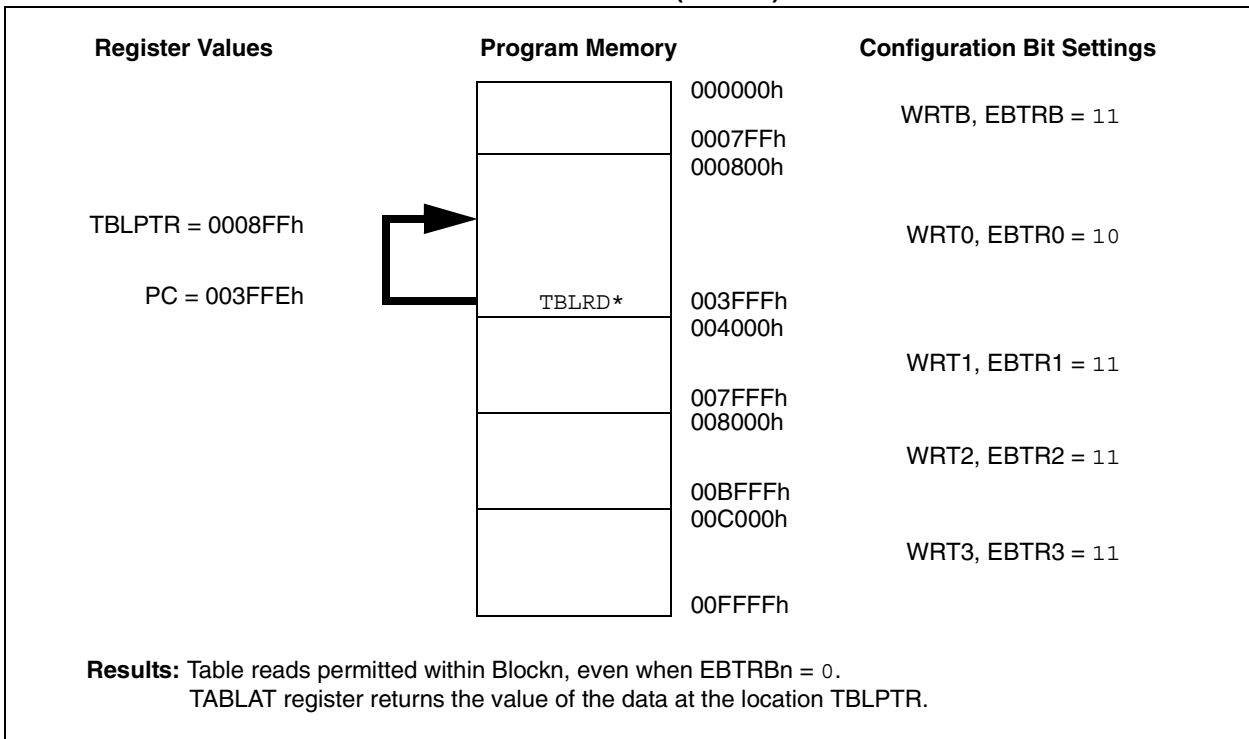 Register Values Program Memory Configuration Bit Settings
000000h
WRTB, EBTRB = 11
0007FFh
000800h
TBLPTR = 0008FFh
WRT0, EBTR0 = 10
PC = 003FFEh
TBLRD* 003FFFh
004000h
WRT1, EBTR1 = 11
007FFFh
008000h
WRT2, EBTR2 = 11
00BFFFh
00C000h
WRT3, EBTR3 = 11
00FFFFh
Results: Table reads permitted within Blockn, even when EBTRBn = 0.
TABLAT register returns the value of the data at the location TBLPTR.